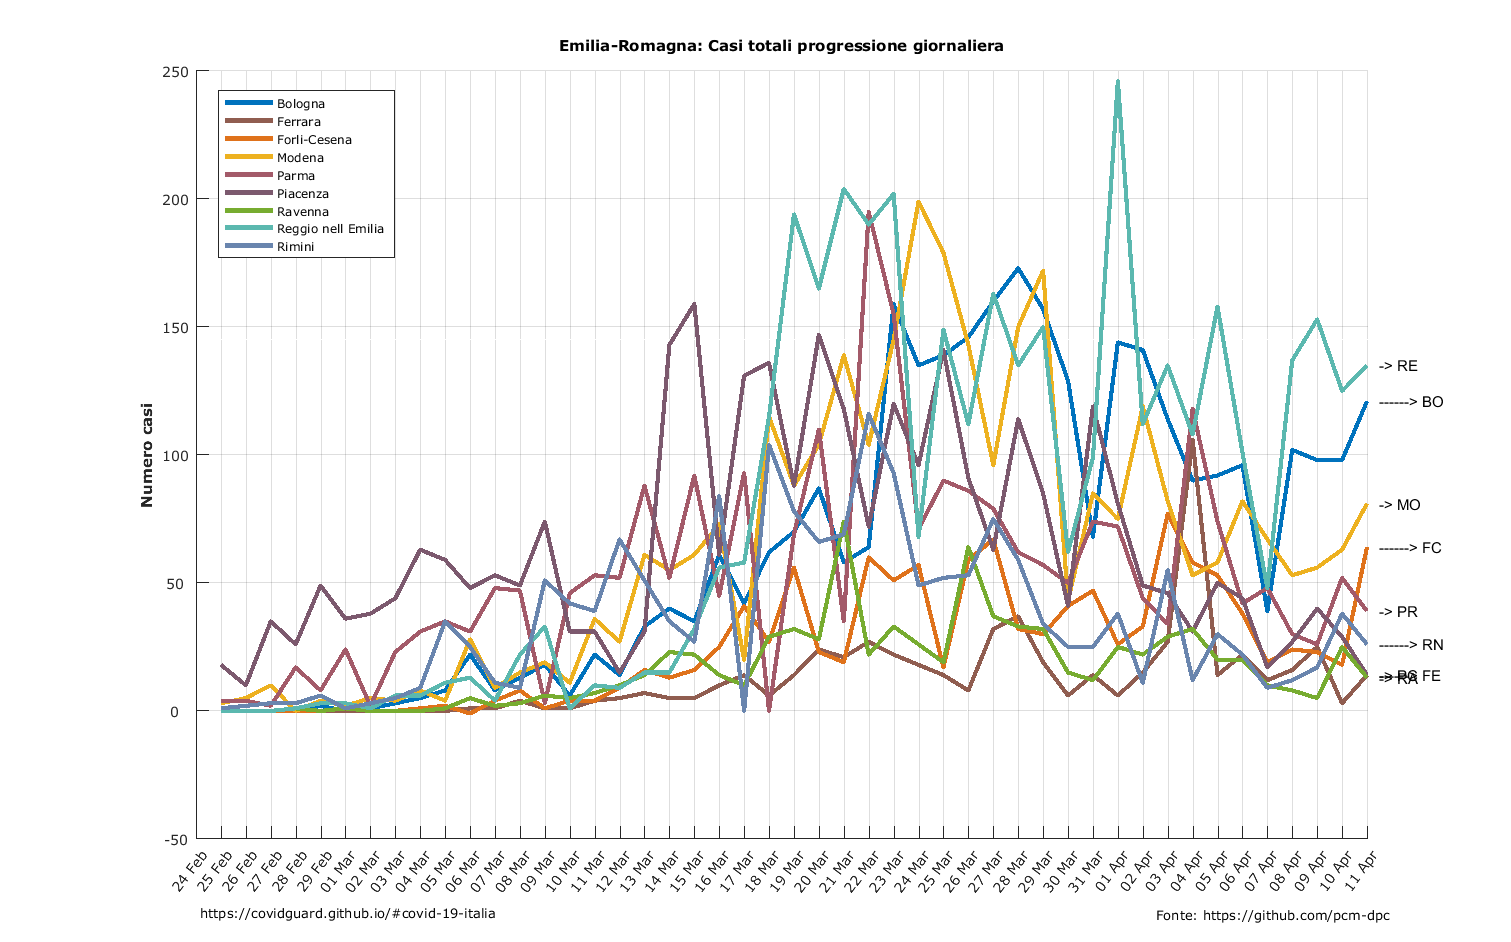 Emilia-Romagna: Casi totali progressione giornaliera
250
200
150
100
50
0
-50
Numero casi
Bologna
Ferrara
Forli-Cesena
Modena
Parma
Piacenza
Ravenna
Reggio nell Emilia
Rimini
-> RE
------> BO
-> MO
------> FC
-> PR
------> RN
FE
24 Feb
25 Feb
26 Feb
27 Feb
28 Feb
29 Feb
01 Mar
02 Mar
03 Mar
04 Mar
05 Mar
06 Mar
07 Mar
08 Mar
09 Mar
10 Mar
11 Mar
12 Mar
13 Mar
14 Mar
15 Mar
16 Mar
17 Mar
18 Mar
19 Mar
20 Mar
21 Mar
22 Mar
23 Mar
24 Mar
25 Mar
26 Mar
27 Mar
28 Mar
29 Mar
30 Mar
31 Mar
01 Apr
02 Apr
03 Apr
04 Apr
05 Apr
06 Apr
07 Apr
08 Apr
09 Apr
10 Apr
11 Apr
https://covidguard.github.io/#covid-19-italia
Fonte: https://github.com/pcm-dpc